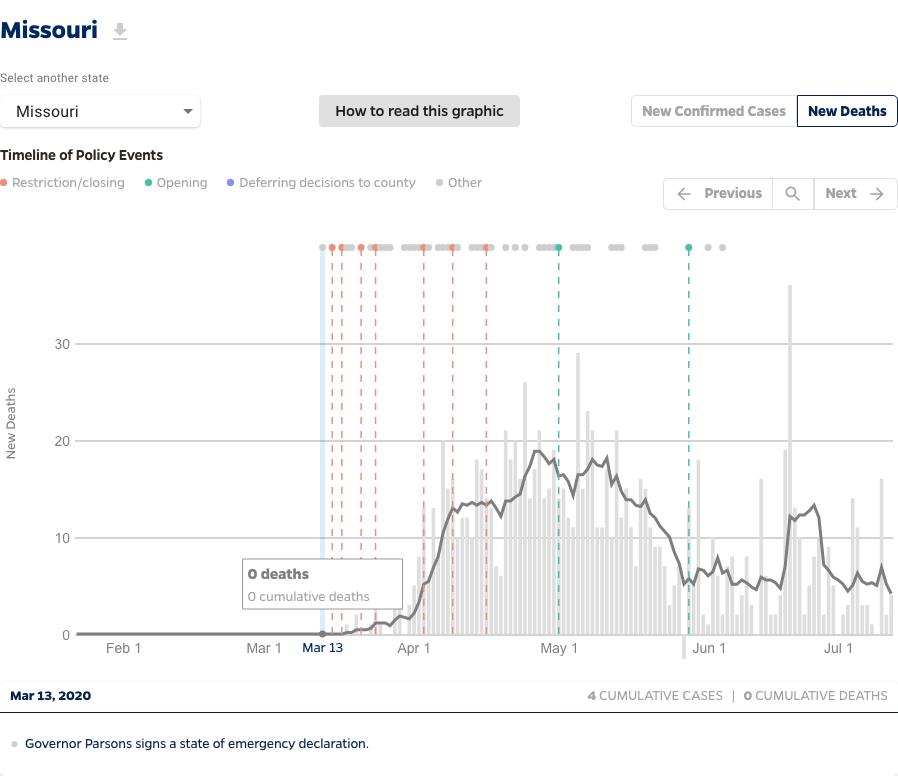 Missouri
Select another state
Missouri
How to read this graphic
New Confirmed Cases
New Deaths
Timeline of Policy Events
Restriction/closing
Opening
Deferring decisions to county
Other
Previous
Next
30
20
10
0
New Deaths
0 deaths
0 cumulative deaths
Feb 1
Mar 1
Mar 13
Apr 1
May 1
Jun 1
Jul 1
Mar 13, 2020
4 CUMULATIVE CASES | 0 CUMULATIVE DEATHS
Governor Parsons signs a state of emergency declaration.